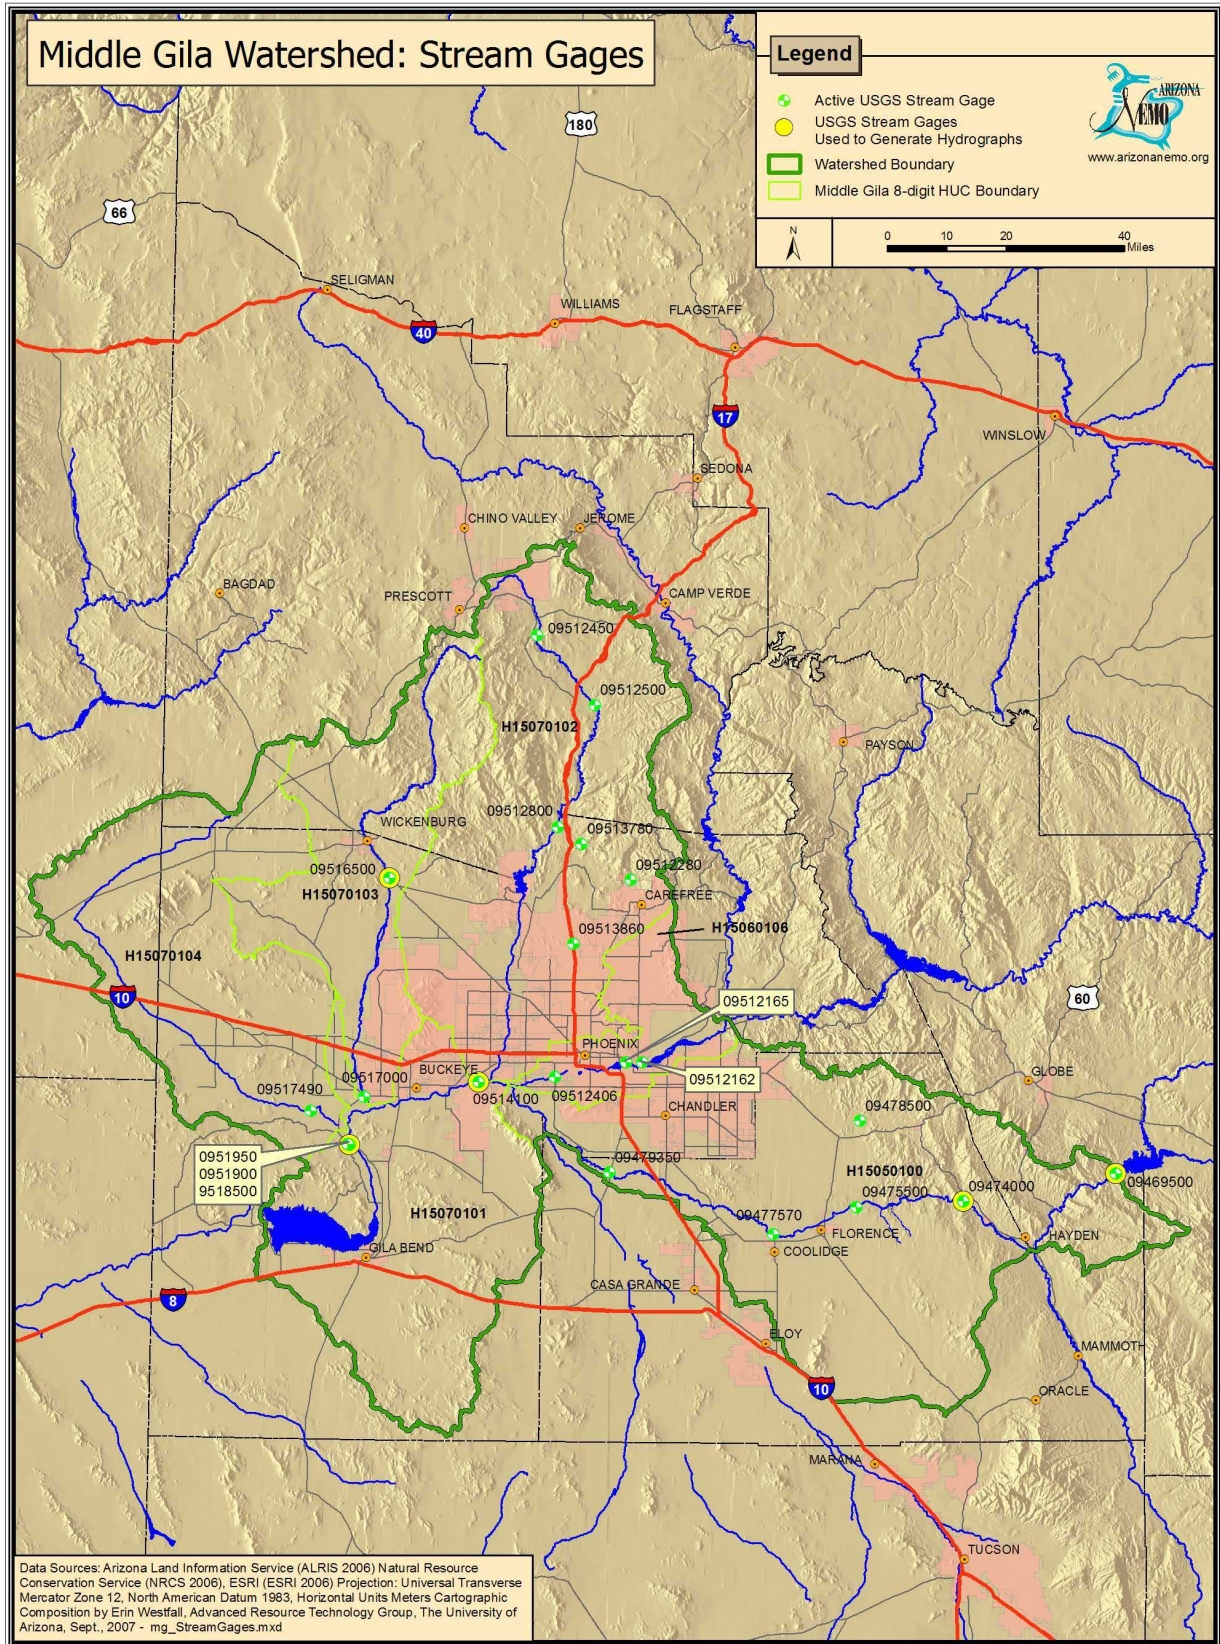 Middle Gila Watershed: Stream Gages
Legend
Active USGS Stream Gage
USGS Stream Gages
Used to Generate Hydrographs
Watershed Boundary
Middle Gila 8-digit HUC Boundary
ARIZONA
NEMO
www.arizonanemo.org
N
0 10 20 40
Miles
180
66
SELIGMAN
40
WILLIAMS
FLAGSTAFF
17
WINSLOW
SEDONA
CHINO VALLEY
JEROME
BAGDAD
PRESCOTT
CAMP VERDE
09512450
09512500
H15070102
PAYSON
09512800
WICKENBURG
09513780
09516500
09512280
H15070103
CAREFREE
09513860
H15060106
H15070104
10
09512165
60
PHOENIX
BUCKEYE
GLOBE
09517490
09517000
09512162
09514100
09512406
CHANDLER
09478500
0951950
0951900
9518500
09479350
H15050100
09474000
09469500
09475500
H15070101
09477570
FLORENCE
HAYDEN
GILA BEND
COOLIDGE
CASA GRANDE
8
ELOY
MAMMOTH
10
ORACLE
MARANA
TUCSON
Data Sources: Arizona Land Information Service (ALRIS 2006) Natural Resource
Conservation Service (NRCS 2006), ESRI (ESRI 2006) Projection: Universal Transverse
Mercator Zone 12, North American Datum 1983, Horizontal Units Meters Cartographic
Composition by Erin Westfall, Advanced Resource Technology Group, The University of
Arizona, Sept., 2007 - mg_StreamGages.mxd